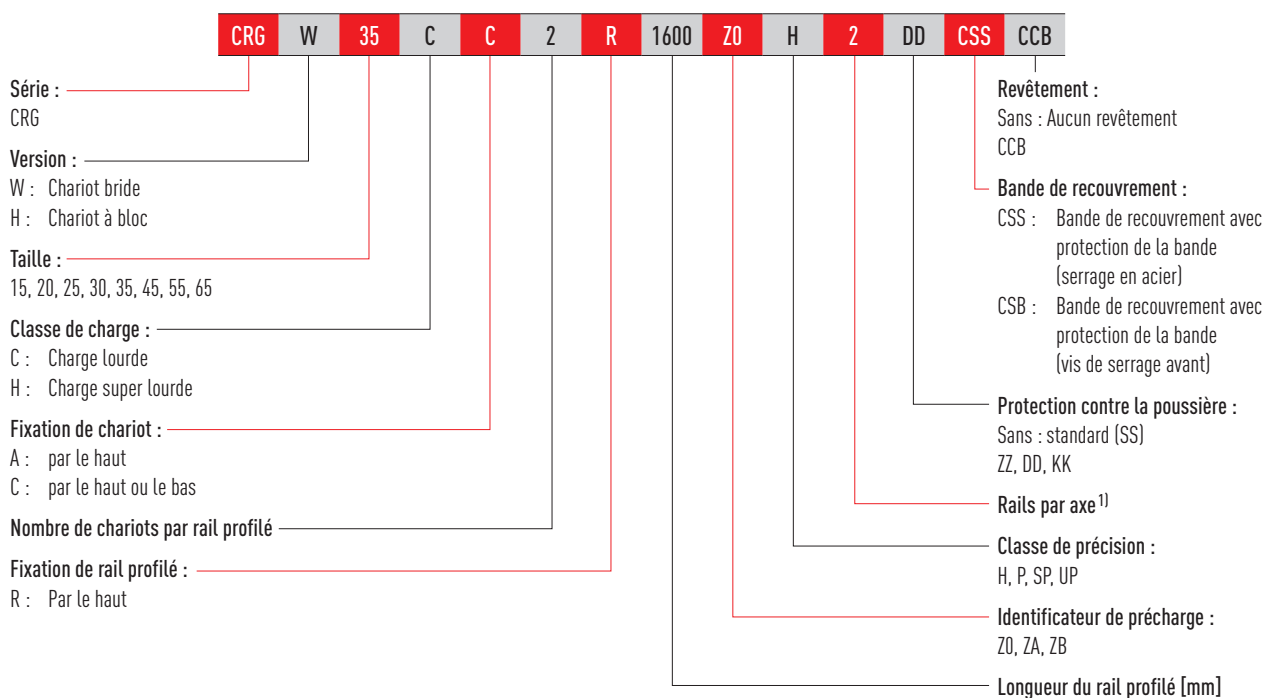 CRG W 35 C C 2 R 1600 Z0 H 2 DD CSS CCB
Série :
CRG
Version :
W : Chariot bride
H : Chariot à bloc
Taille :
15, 20, 25, 30, 35, 45, 55, 65
Classe de charge :
C : Charge lourde
H : Charge super lourde
Fixation de chariot :
A : par le haut
C : par le haut ou le bas
Nombre de chariots par rail profilé
Fixation de rail profilé :
R : Par le haut
Revêtement :
Sans : Aucun revêtement
CCB
Bande de recouvrement :
CSS : Bande de recouvrement avec
protection de la bande
(serrage en acier)
CSB : Bande de recouvrement avec
protection de la bande
(vis de serrage avant)
Protection contre la poussière :
Sans : standard (SS)
ZZ, DD, KK
Rails par axe 1)
Classe de précision :
H, P, SP, UP
Identificateur de précharge :
Z0, ZA, ZB
Longueur du rail profilé [mm]